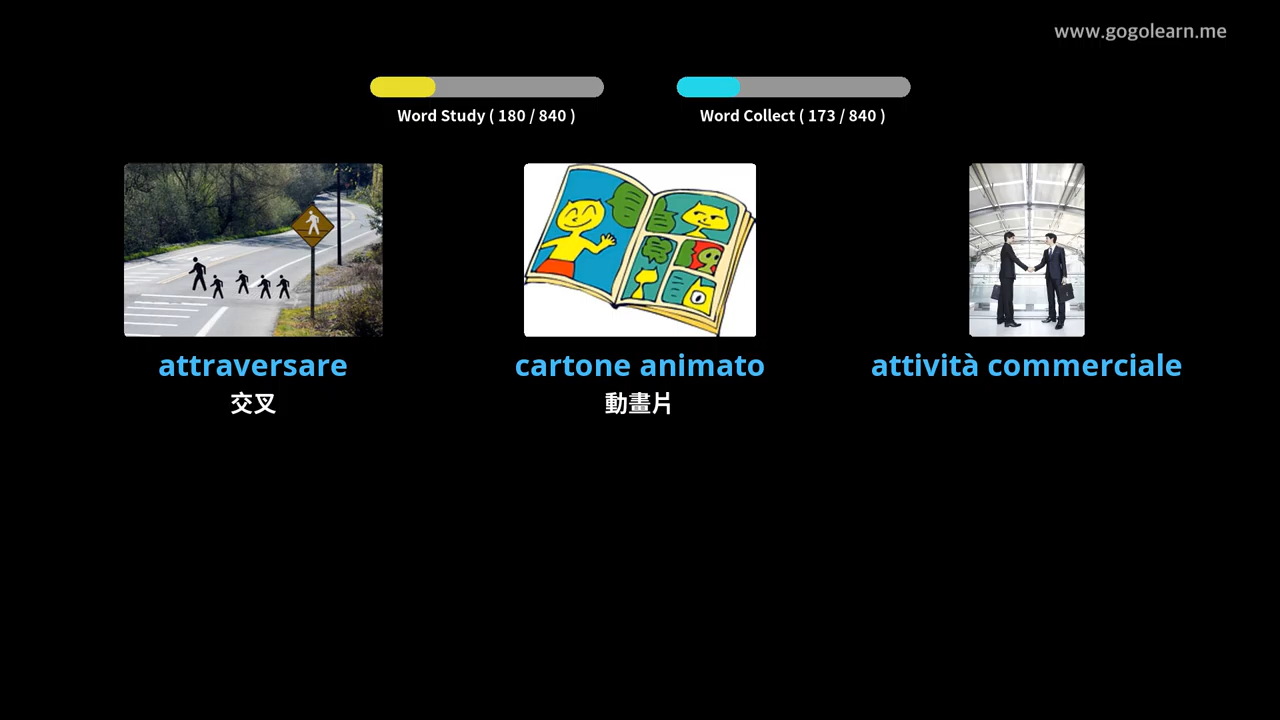 www.gogolearn.me
Word Study ( 180 / 840 )
Word Collect ( 173 / 840 )
attraversare
交叉
cartone animato
動畫片
attività commerciale